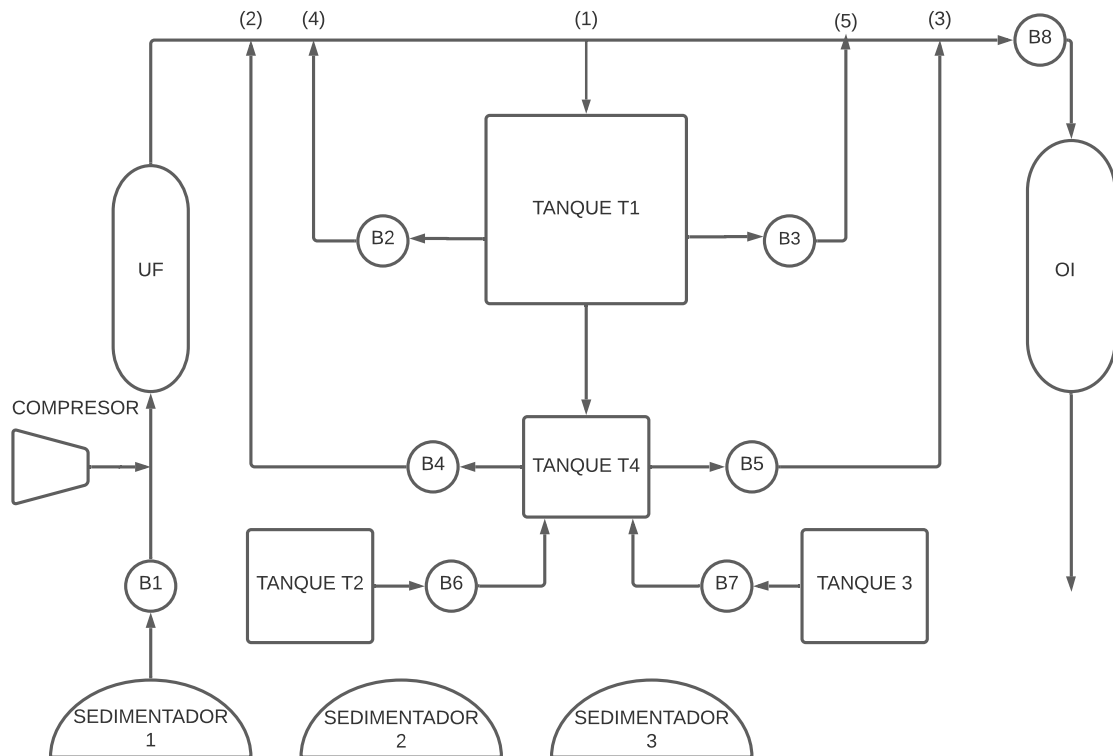 (2)
(4)
(1)
(5)
(3)
B8
TANQUE T1
B2
B3
UF
OI
COMPRESOR
B4
TANQUE T4
B5
B1
TANQUE T2
B6
B7
TANQUE 3
SEDIMENTADOR
1
SEDIMENTADOR
2
SEDIMENTADOR
3